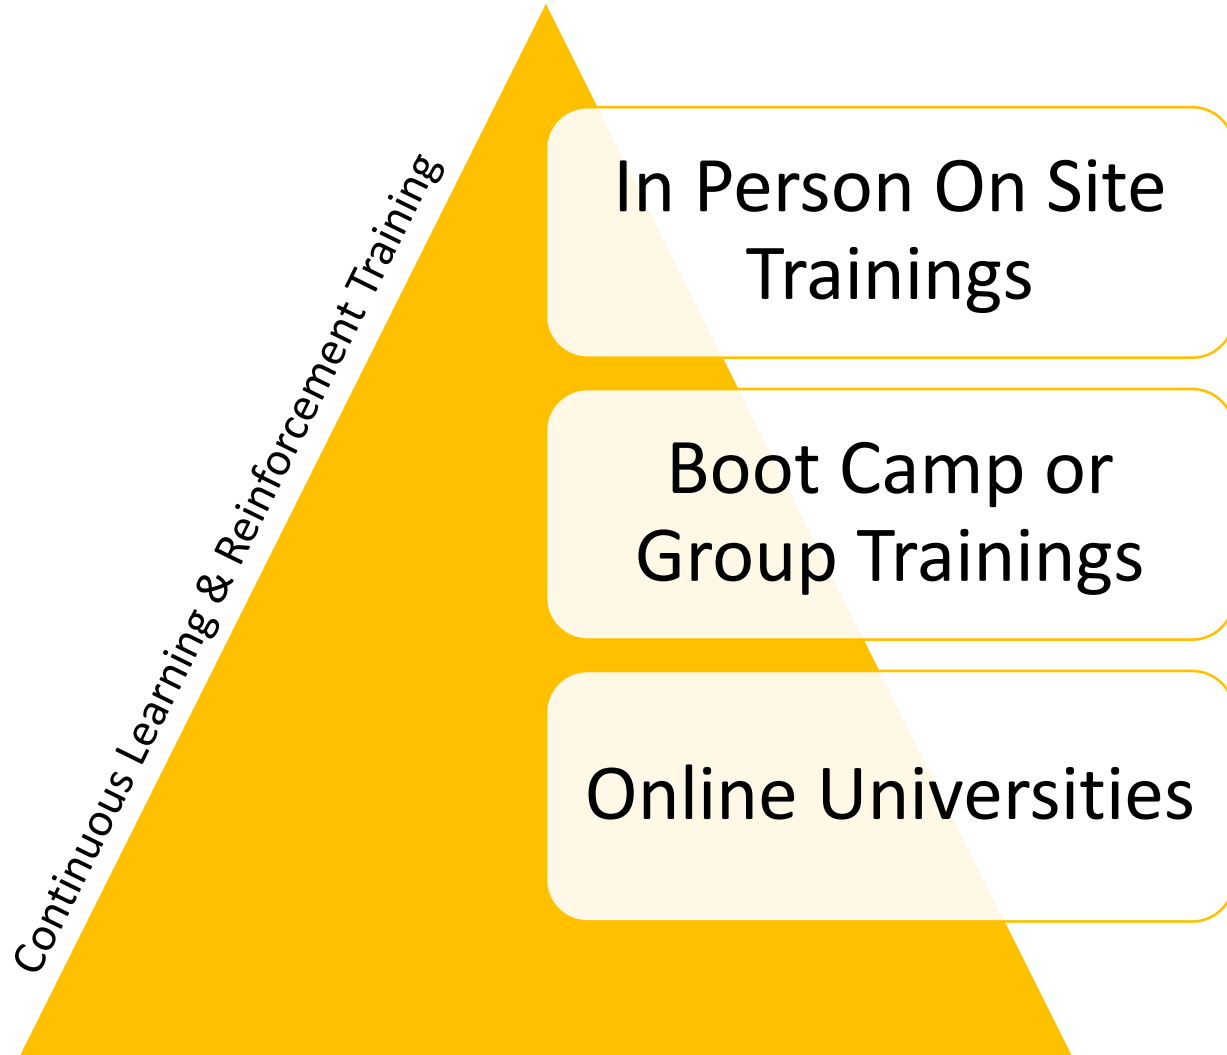 Continuous Learning & Reinforcement Training
In Person On Site
Trainings
Boot Camp or
Group Trainings
Online Universities